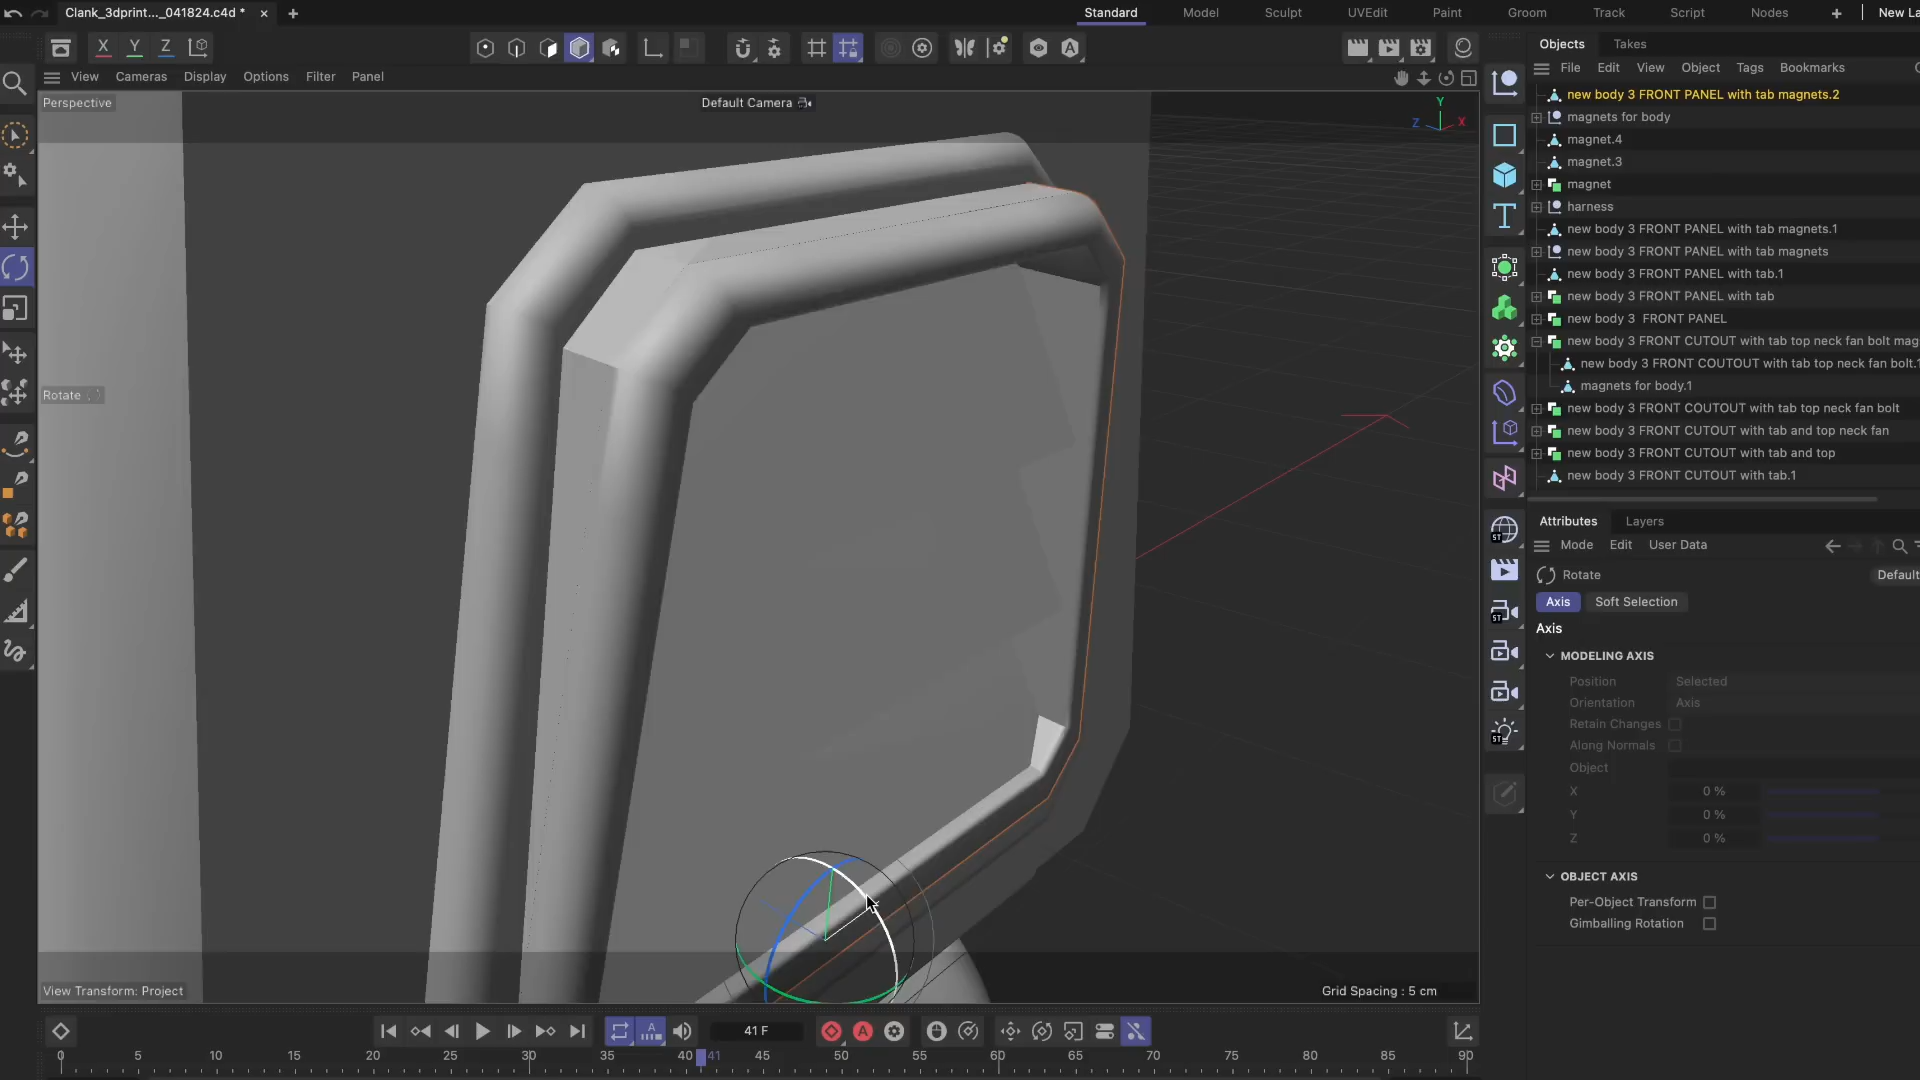 Clank_3dprint..._041824.c4d *
Standard Model Sculpt UVEdit Paint Groom Track Script Nodes New La
X Y Z
View Cameras Display Options Filter Panel
Perspective
Default Camera
Y
Z X
Rotate
View Transform: Project
Grid Spacing : 5 cm
Objects Takes
File Edit View Object Tags Bookmarks
new body 3 FRONT PANEL with tab magnets.2
magnets for body
magnet.4
magnet.3
magnet
harness
new body 3 FRONT PANEL with tab magnets.1
new body 3 FRONT PANEL with tab magnets
new body 3 FRONT PANEL with tab.1
new body 3 FRONT PANEL with tab
new body 3 FRONT PANEL
new body 3 FRONT CUTOUT with tab top neck fan bolt mag
new body 3 FRONT COUTOUT with tab top neck fan bolt.1
magnets for body.1
new body 3 FRONT COUTOUT with tab top neck fan bolt
new body 3 FRONT CUTOUT with tab and top neck fan
new body 3 FRONT CUTOUT with tab and top
new body 3 FRONT CUTOUT with tab.1
Attributes Layers
Mode Edit User Data
Rotate Default
Axis Soft Selection
Axis
MODELING AXIS
Position Selected
Orientation Axis
Retain Changes
Along Normals
Object
X 0 %
Y 0 %
Z 0 %
OBJECT AXIS
Per-Object Transform
Gimballing Rotation
41 F
0 5 10 15 20 25 30 35 40 41 45 50 55 60 65 70 75 80 85 90